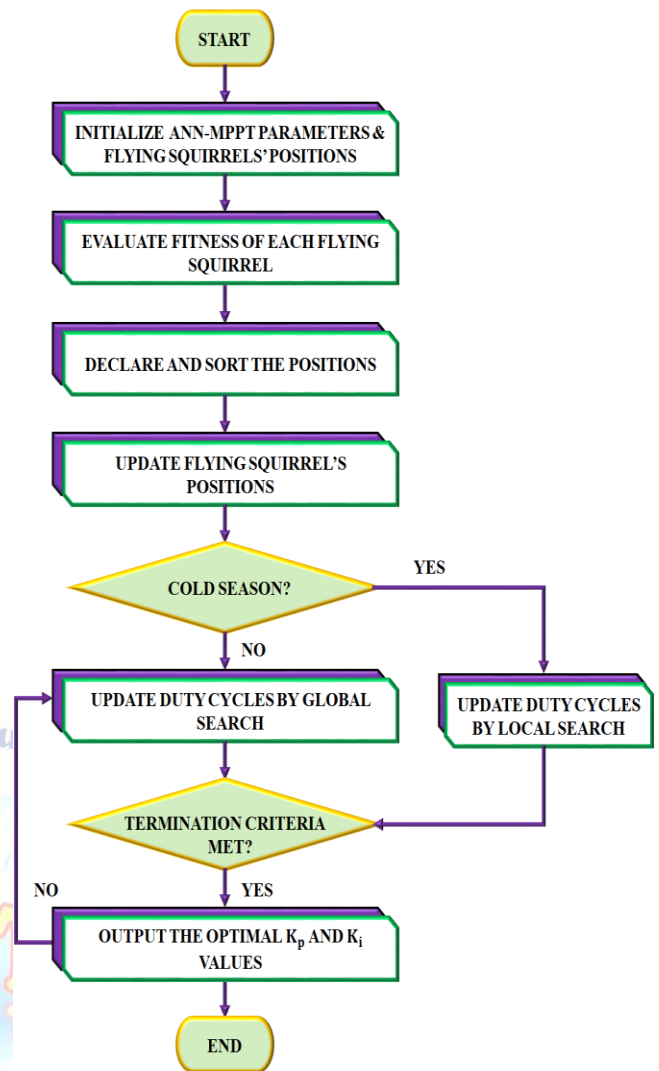 START
INITIALIZE ANN-MPPT PARAMETERS &
FLYING SQUIRRELS' POSITIONS
EVALUATE FITNESS OF EACH FLYING
SQUIRREL
DECLARE AND SORT THE POSITIONS
UPDATE FLYING SQUIRREL'S
POSITIONS
COLD SEASON?
YES
NO
UPDATE DUTY CYCLES BY GLOBAL
SEARCH
UPDATE DUTY CYCLES
BY LOCAL SEARCH
TERMINATION CRITERIA
MET?
NO
YES
OUTPUT THE OPTIMAL Kp AND Ki
VALUES
END